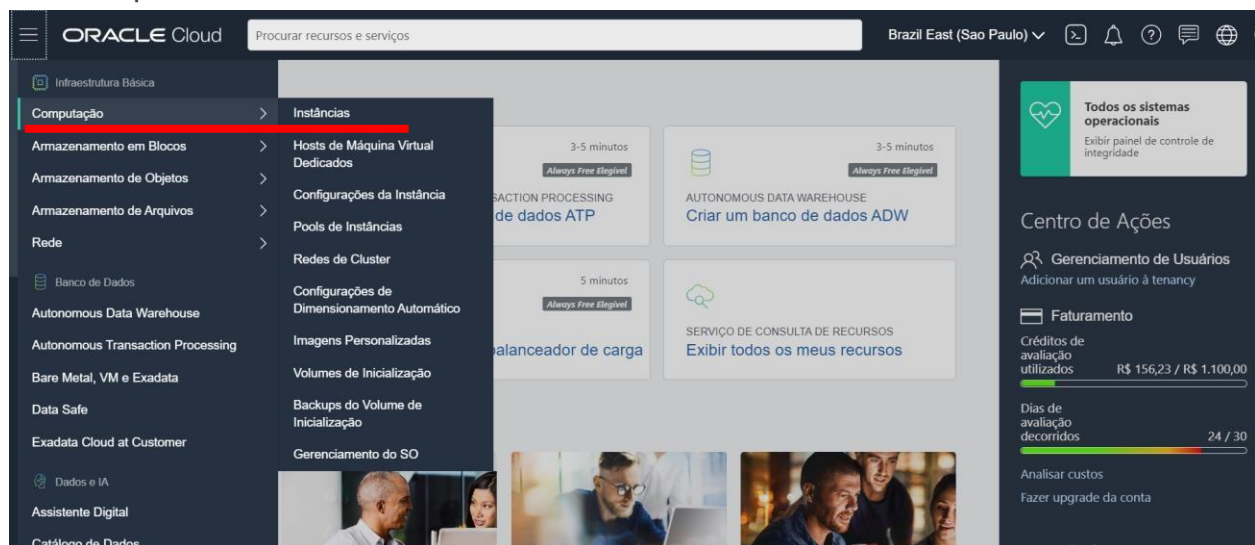 ORACLE Cloud
Procurar recursos e serviços
Brazil East (Sao Paulo)
Infraestrutura Básica
Computação
Armazenamento em Blocos
Armazenamento de Objetos
Armazenamento de Arquivos
Rede
Banco de Dados
Autonomous Data Warehouse
Autonomous Transaction Processing
Bare Metal, VM e Exadata
Data Safe
Exadata Cloud at Customer
Dados e IA
Assistente Digital
Catálogo de Dados
Instâncias
Hosts de Máquina Virtual
Dedicados
Configurações da Instância
Pools de Instâncias
Redes de Cluster
Configurações de
Dimensionamento Automático
Imagens Personalizadas
Volumes de Inicialização
Backups do Volume de
Inicialização
Gerenciamento do SO
3-5 minutos
Always Free Elegível
PROCESSING
de dados ATP
3-5 minutos
Always Free Elegível
AUTONOMOUS DATA WAREHOUSE
Criar um banco de dados ADW
5 minutos
Always Free Elegível
de carga
SERVIÇO DE CONSULTA DE RECURSOS
Exibir todos os meus recursos
Todos os sistemas
operacionais
Exibir painel de controle de
integridade
Centro de Ações
Gerenciamento de Usuários
Adicionar um usuário à tenancy
Faturamento
Créditos de
avaliação
utilizados R$ 156,23 / R$ 1.100,00
Dias de
avaliação
decorridos 24 / 30
Analisar custos
Fazer upgrade da conta